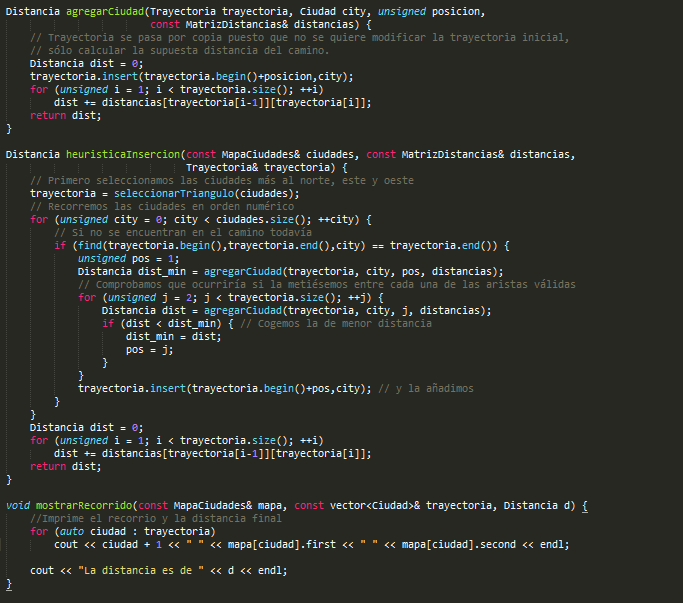 Distancia agregarCiudad(Trayectoria trayectoria, Ciudad city, unsigned posicion,
                        const MatrizDistancias& distancias) {
    // Trayectoria se pasa por copia puesto que no se quiere modificar la trayectoria inicial,
    // sólo calcular la supuesta distancia del camino.
    Distancia dist = 0;
    trayectoria.insert(trayectoria.begin()+posicion,city);
    for (unsigned i = 1; i < trayectoria.size(); ++i)
        dist += distancias[trayectoria[i-1]][trayectoria[i]];
    return dist;
}

Distancia heuristicaInsercion(const MapaCiudades& ciudades, const MatrizDistancias& distancias,
                              Trayectoria& trayectoria) {
    // Primero seleccionamos las ciudades más al norte, este y oeste
    trayectoria = seleccionarTriangulo(ciudades);
    // Recorremos las ciudades en orden numérico
    for (unsigned city = 0; city < ciudades.size(); ++city) {
        // Si no se encuentran en el camino todavía
        if (find(trayectoria.begin(),trayectoria.end(),city) == trayectoria.end()) {
            unsigned pos = 1;
            Distancia dist_min = agregarCiudad(trayectoria, city, pos, distancias);
            // Comprobamos que ocurriría si la metiésemos entre cada una de las aristas válidas
            for (unsigned j = 2; j < trayectoria.size(); ++j) {
                Distancia dist = agregarCiudad(trayectoria, city, j, distancias);
                if (dist < dist_min) { // Cogemos la de menor distancia
                    dist_min = dist;
                    pos = j;
                }
            }
            trayectoria.insert(trayectoria.begin()+pos,city); // y la añadimos
        }
    }
    Distancia dist = 0;
    for (unsigned i = 1; i < trayectoria.size(); ++i)
        dist += distancias[trayectoria[i-1]][trayectoria[i]];
    return dist;
}

void mostrarRecorrido(const MapaCiudades& mapa, const vector<Ciudad>& trayectoria, Distancia d) {
    //Imprime el recorrio y la distancia final
    for (auto ciudad : trayectoria)
        cout << ciudad + 1 << " " << mapa[ciudad].first << " " << mapa[ciudad].second << endl;

    cout << "La distancia es de " << d << endl;
}